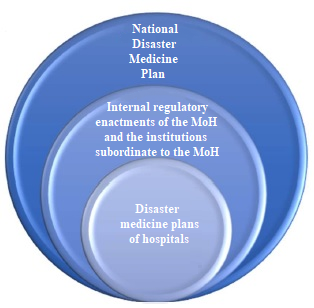 National
Disaster
Medicine
Plan
Internal regulatory
enactments of the MoH
and the institutions
subordinate to the MoH
Disaster
medicine plans
of hospitals